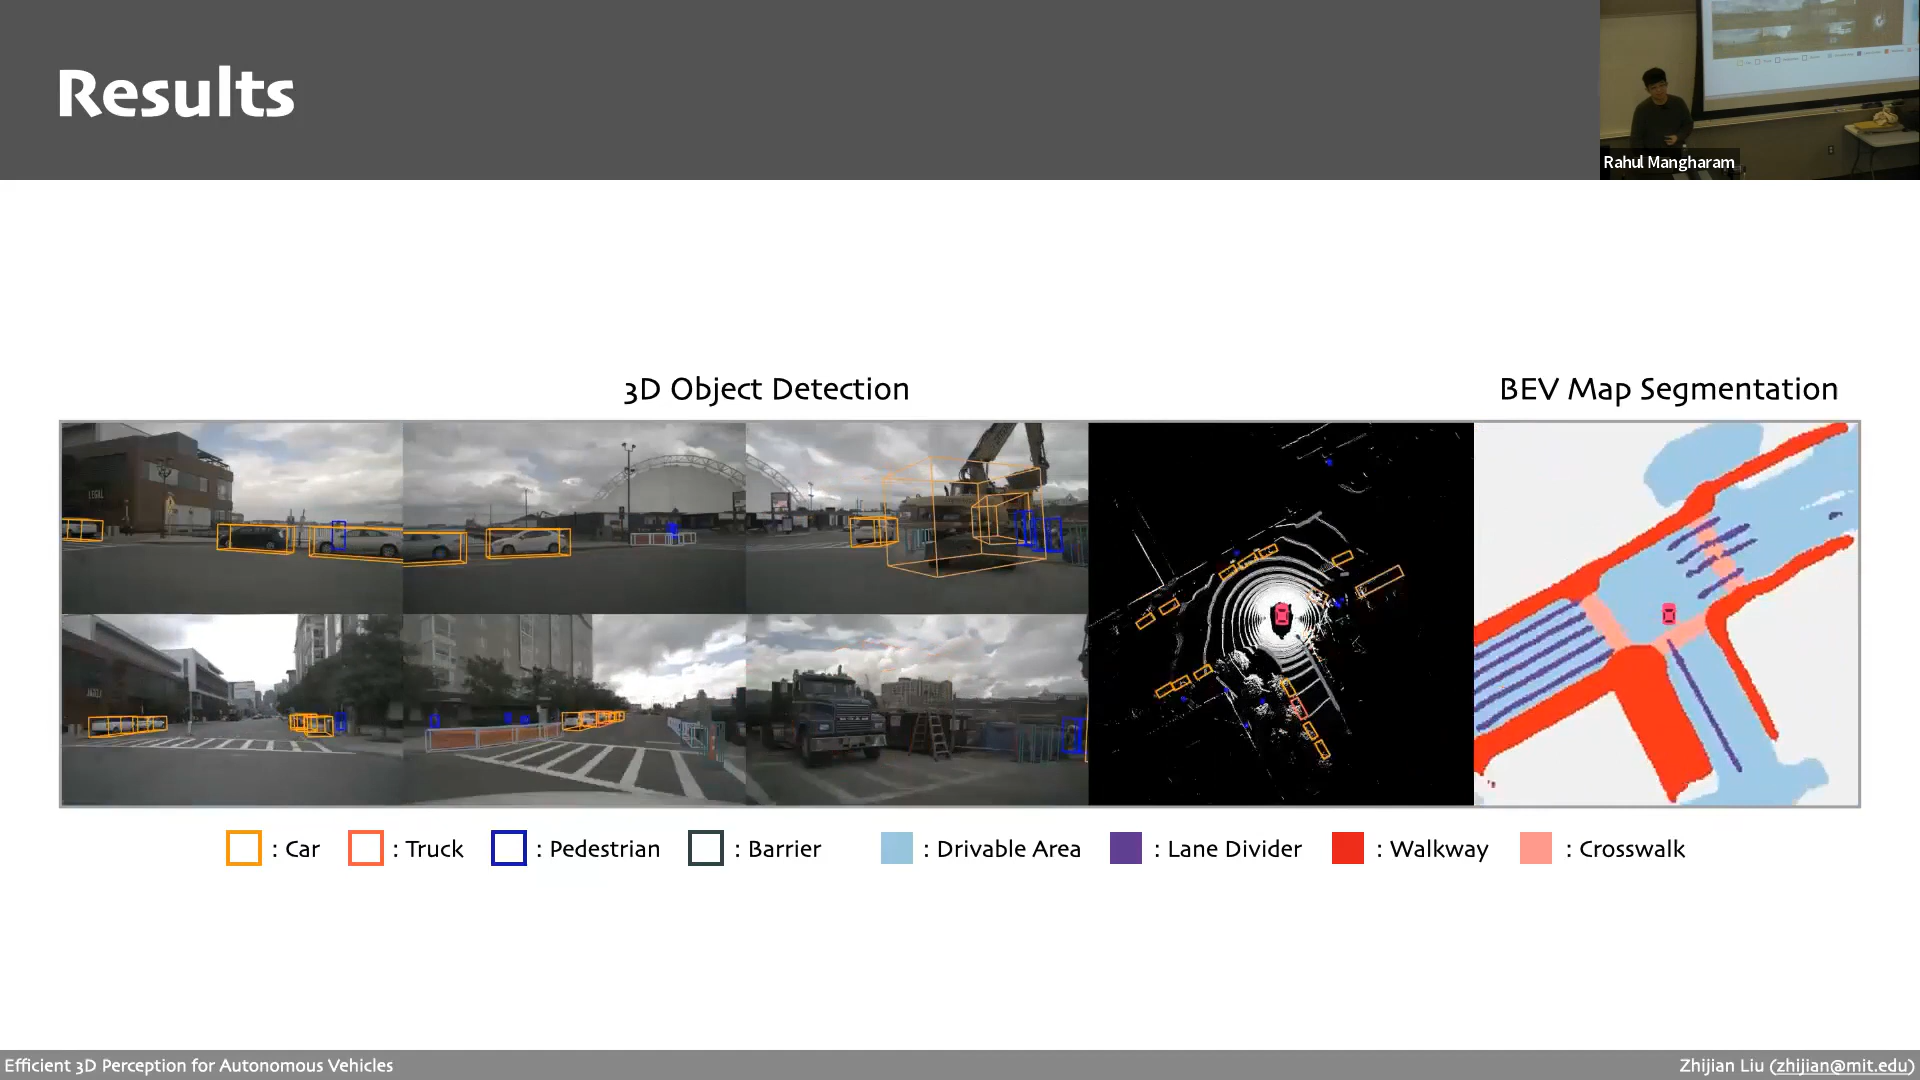 Results
Rahul Mangharam
3D Object Detection
BEV Map Segmentation
: Car
: Truck
: Pedestrian
: Barrier
: Drivable Area
: Lane Divider
: Walkway
: Crosswalk
Efficient 3D Perception for Autonomous Vehicles
Zhijian Liu (zhijian@mit.edu)